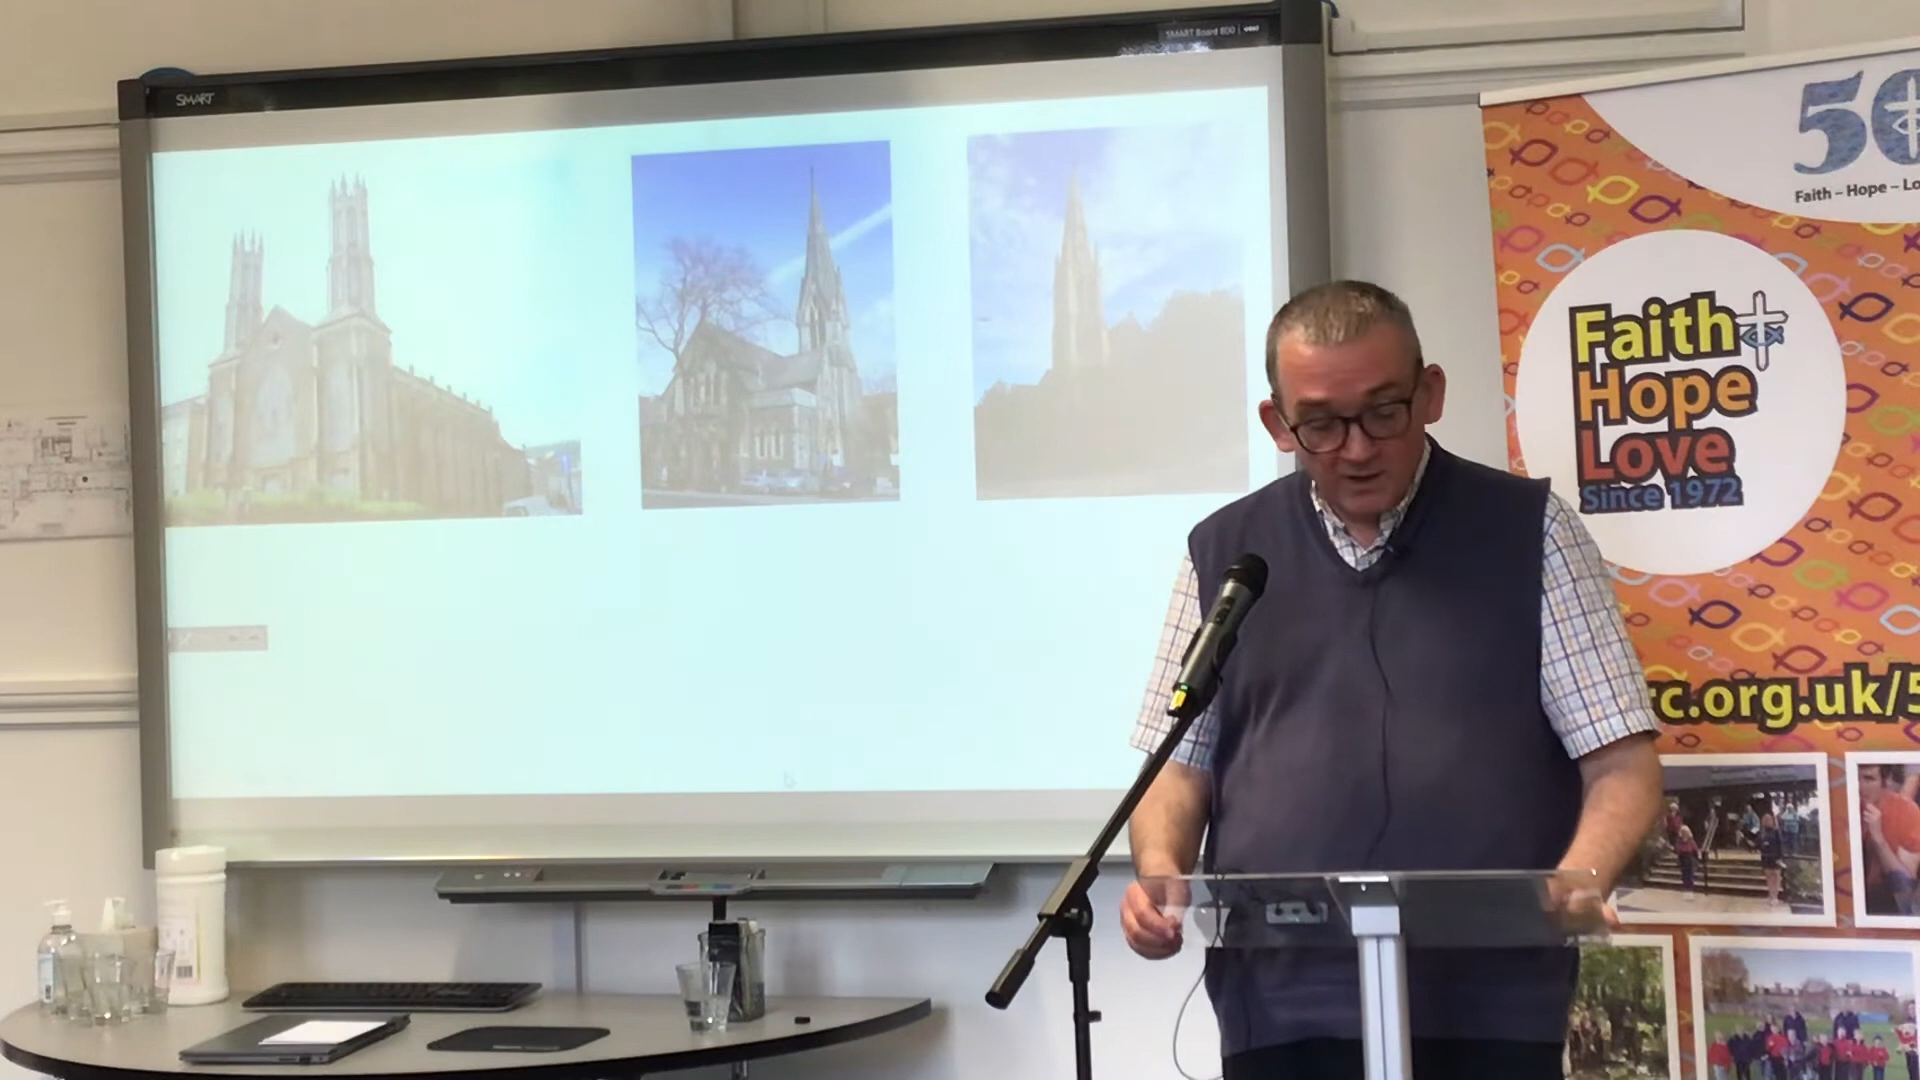 SMART Board 800
SMART
50
Faith – Hope – Lo
Faith
Hope
Love
Since 1972
rc.org.uk/5